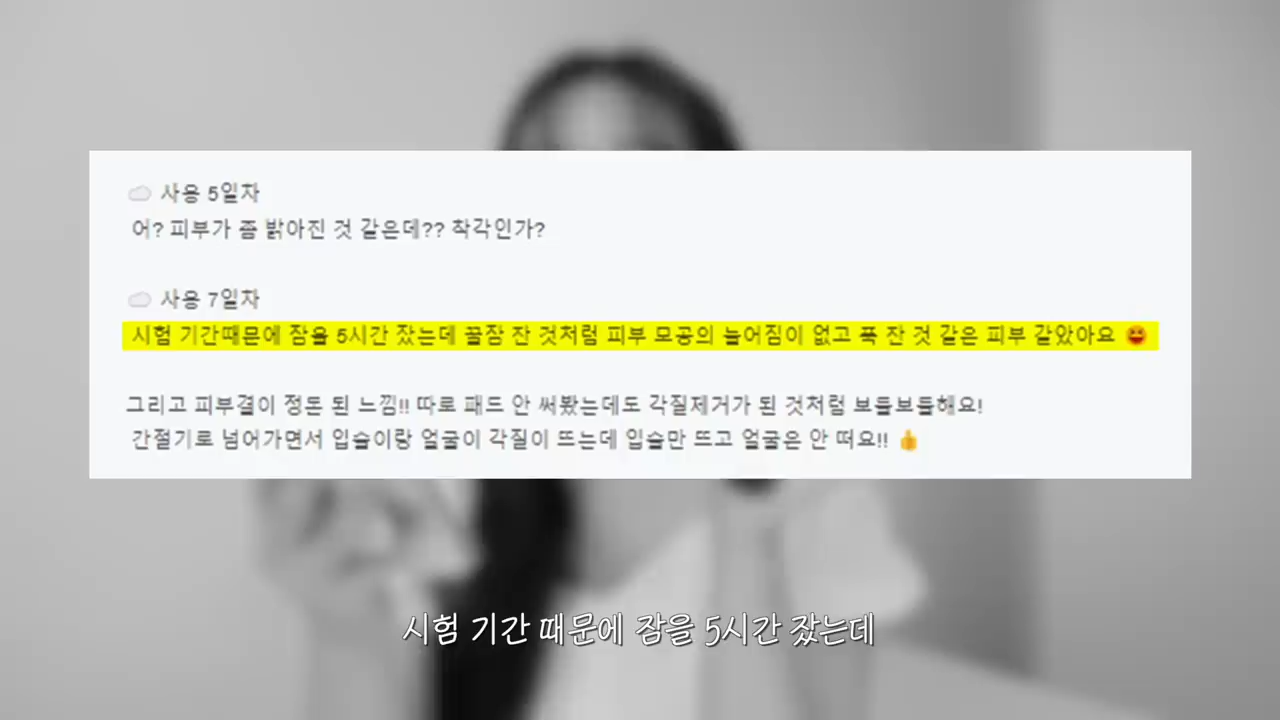 ☁️ 사용 5일차
어? 피부가 좀 밝아진 것 같은데?? 착각인가?
☁️ 사용 7일차
시험 기간때문에 잠을 5시간 잤는데 꿀잠 잔 것처럼 피부 모공의 늘어짐이 없고 푹 잔 것 같은 피부 같았아요 😆
그리고 피부결이 정돈 된 느낌!! 따로 패드 안 써봤는데도 각질제거가 된 것처럼 보들보들해요!
간절기로 넘어가면서 입술이랑 얼굴이 각질이 뜨는데 입술만 뜨고 얼굴은 안 떠요!! 👍
시험 기간 때문에 잠을 5시간 잤는데